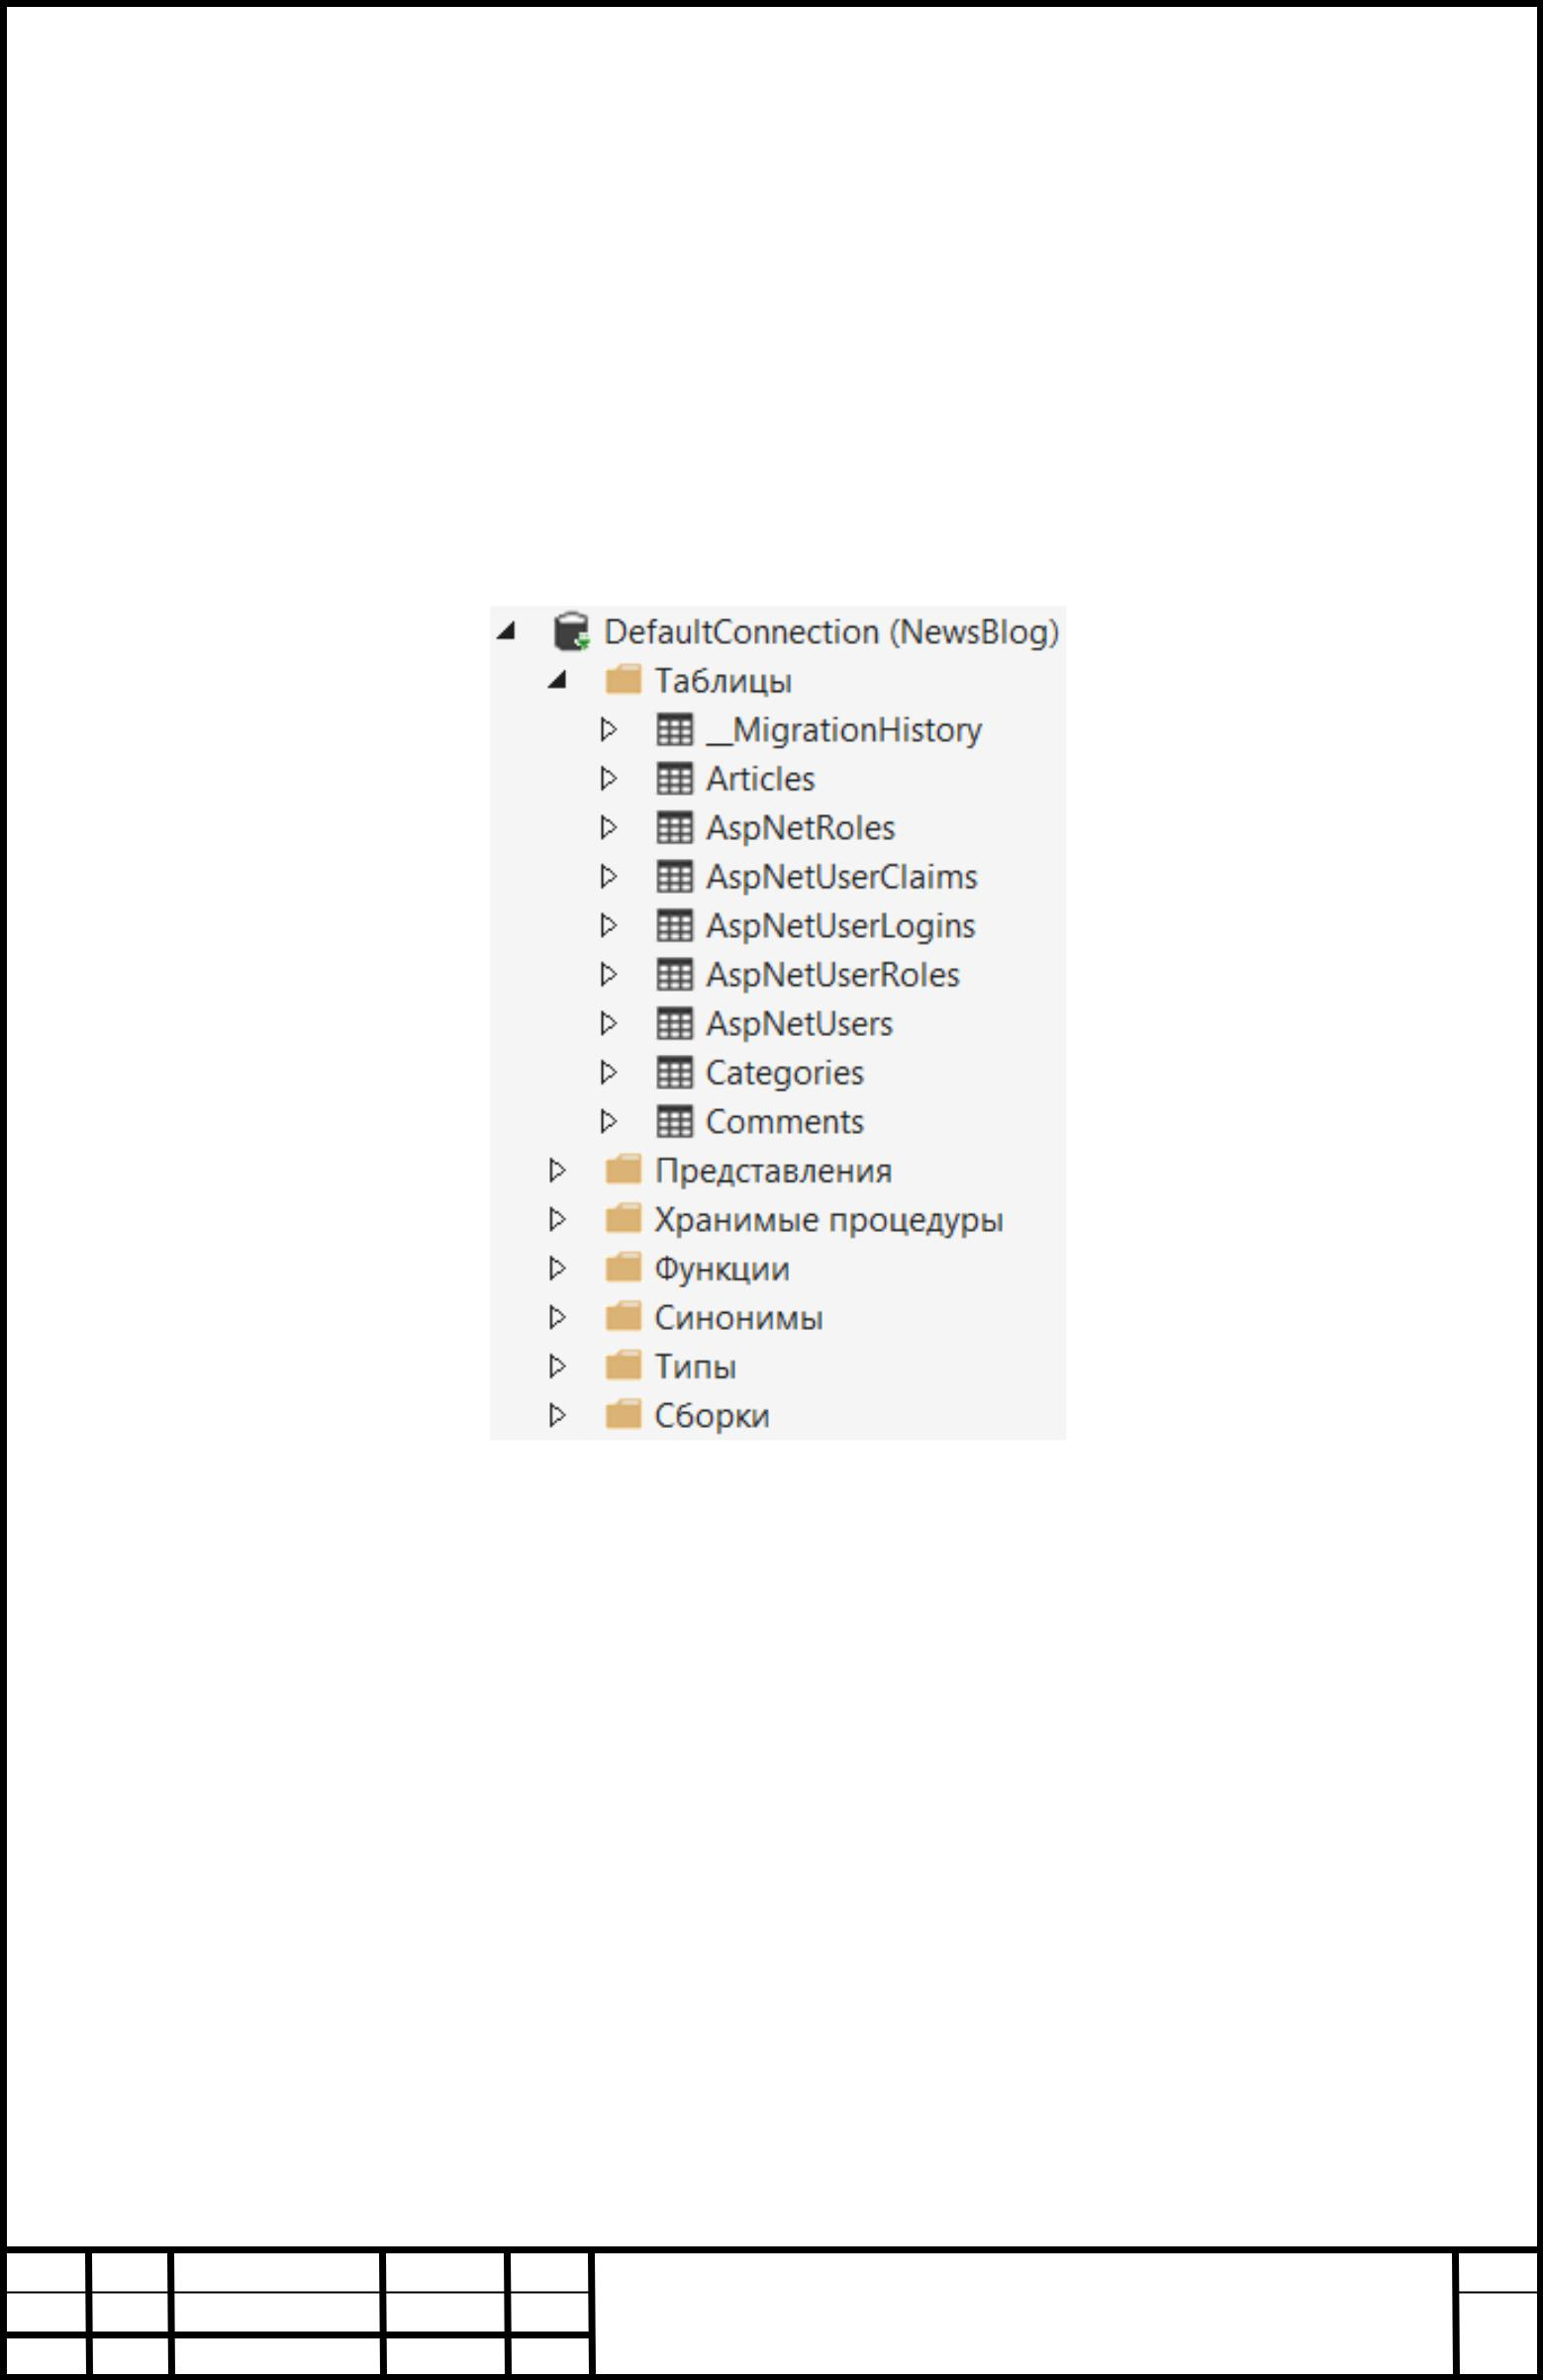 DefaultConnection (NewsBlog)
Таблицы
__MigrationHistory
Articles
AspNetRoles
AspNetUserClaims
AspNetUserLogins
AspNetUserRoles
AspNetUsers
Categories
Comments
Представления
Хранимые процедуры
Функции
Синонимы
Типы
Сборки